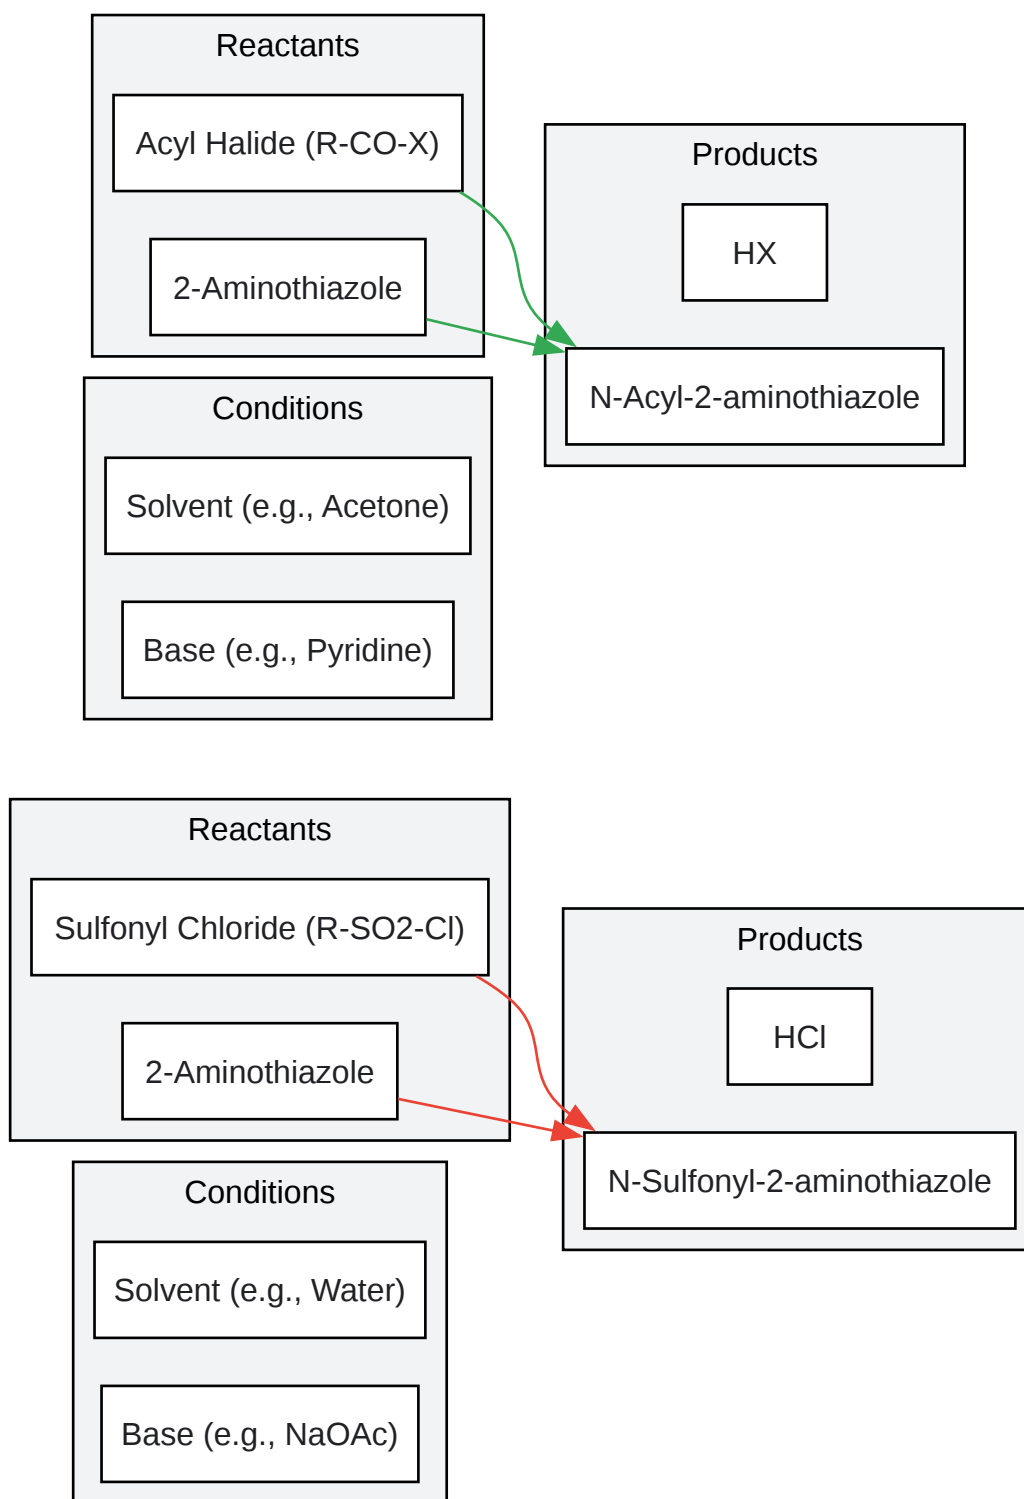 Reactants
Acyl Halide (R-CO-X)
2-Aminothiazole
Products
HX
N-Acyl-2-aminothiazole
Conditions
Solvent (e.g., Acetone)
Base (e.g., Pyridine)
Reactants
Sulfonyl Chloride (R-SO2-Cl)
2-Aminothiazole
Products
HCl
N-Sulfonyl-2-aminothiazole
Conditions
Solvent (e.g., Water)
Base (e.g., NaOAc)